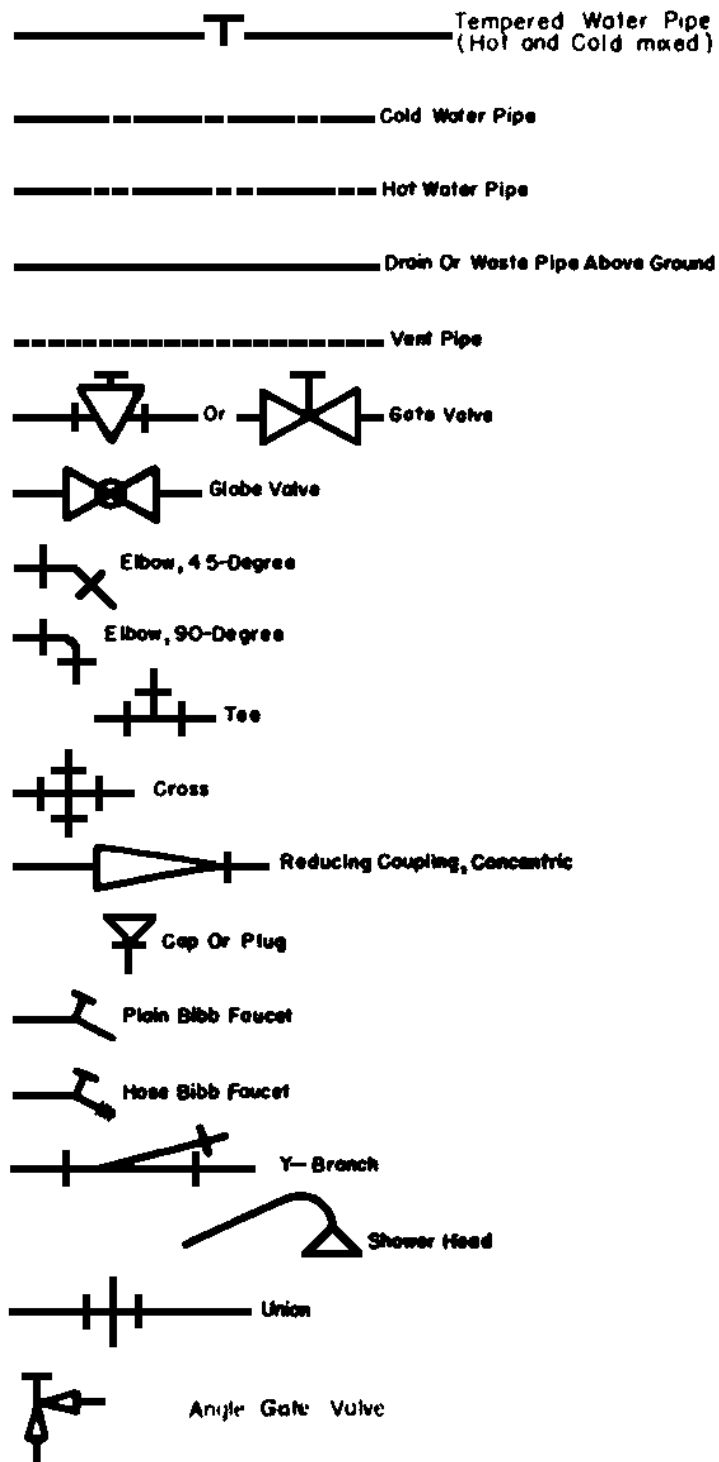 T
Tempered Water Pipe
(Hot and Cold mixed)
Cold Water Pipe
Hot Water Pipe
Drain Or Waste Pipe Above Ground
Vent Pipe
Or
Gate Valve
Globe Valve
Elbow, 45-Degree
Elbow, 90-Degree
Tee
Cross
Reducing Coupling, Concentric
Cap Or Plug
Plain Bibb Faucet
Hose Bibb Faucet
Y-Branch
Shower Head
Union
Angle Gate Valve